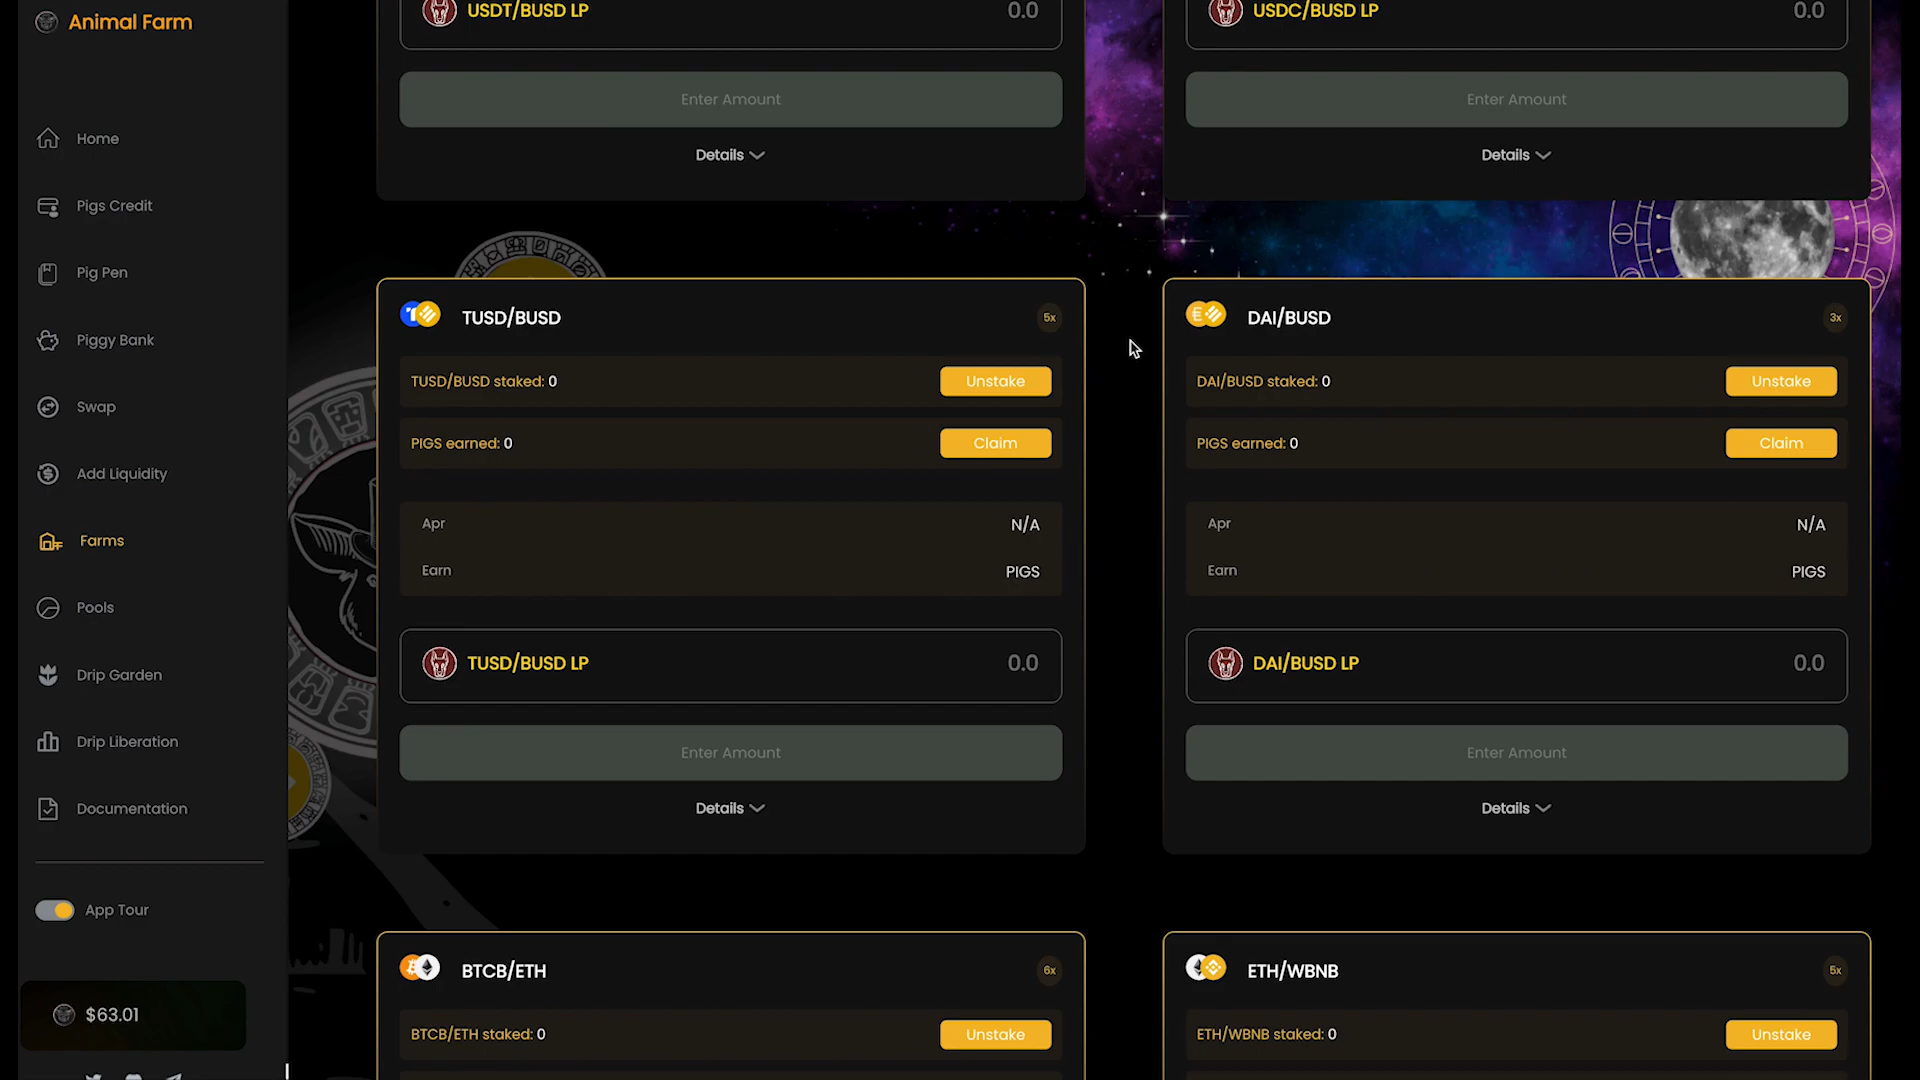 Animal Farm
Home
Pigs Credit
Pig Pen
Piggy Bank
Swap
Add Liquidity
Farms
Pools
Drip Garden
Drip Liberation
Documentation
App Tour
$63.01
USDT/BUSD LP 0.0
Enter Amount
Details
USDC/BUSD LP 0.0
Enter Amount
Details
TUSD/BUSD 5x
TUSD/BUSD staked: 0 Unstake
PIGS earned: 0 Claim
Apr N/A
Earn PIGS
TUSD/BUSD LP 0.0
Enter Amount
Details
DAI/BUSD 3x
DAI/BUSD staked: 0 Unstake
PIGS earned: 0 Claim
Apr N/A
Earn PIGS
DAI/BUSD LP 0.0
Enter Amount
Details
BTCB/ETH 6x
BTCB/ETH staked: 0 Unstake
ETH/WBNB 5x
ETH/WBNB staked: 0 Unstake